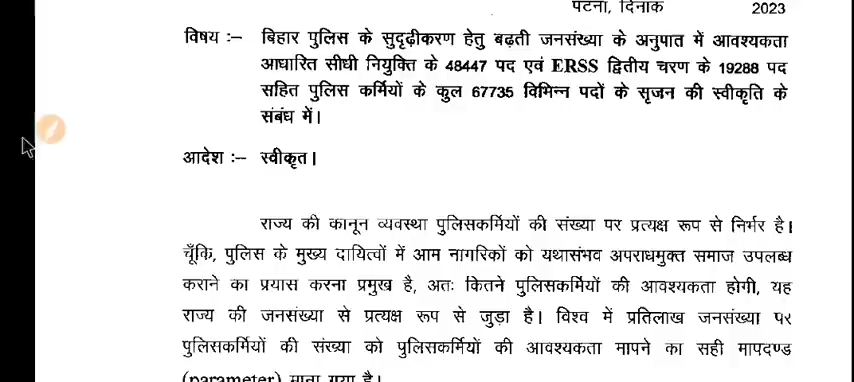 पटना, दिनांक 2023
विषय :– बिहार पुलिस के सुदृढ़ीकरण हेतु बढ़ती जनसंख्या के अनुपात में आवश्यकता
आधारित सीधी नियुक्ति के 48447 पद एवं ERSS द्वितीय चरण के 19288 पद
सहित पुलिस कर्मियों के कुल 67735 विभिन्न पदों के सृजन की स्वीकृति के
संबंध में।
आदेश :– स्वीकृत।
राज्य की कानून व्यवस्था पुलिसकर्मियों की संख्या पर प्रत्यक्ष रूप से निर्भर है।
चूँकि, पुलिस के मुख्य दायित्वों में आम नागरिकों को यथासंभव अपराधमुक्त समाज उपलब्ध
कराने का प्रयास करना प्रमुख है, अतः कितने पुलिसकर्मियों की आवश्यकता होगी, यह
राज्य की जनसंख्या से प्रत्यक्ष रूप से जुड़ा है। विश्व में प्रतिलाख जनसंख्या पर
पुलिसकर्मियों की संख्या को पुलिसकर्मियों की आवश्यकता मापने का सही मापदण्ड
(parameter) माना गया है।